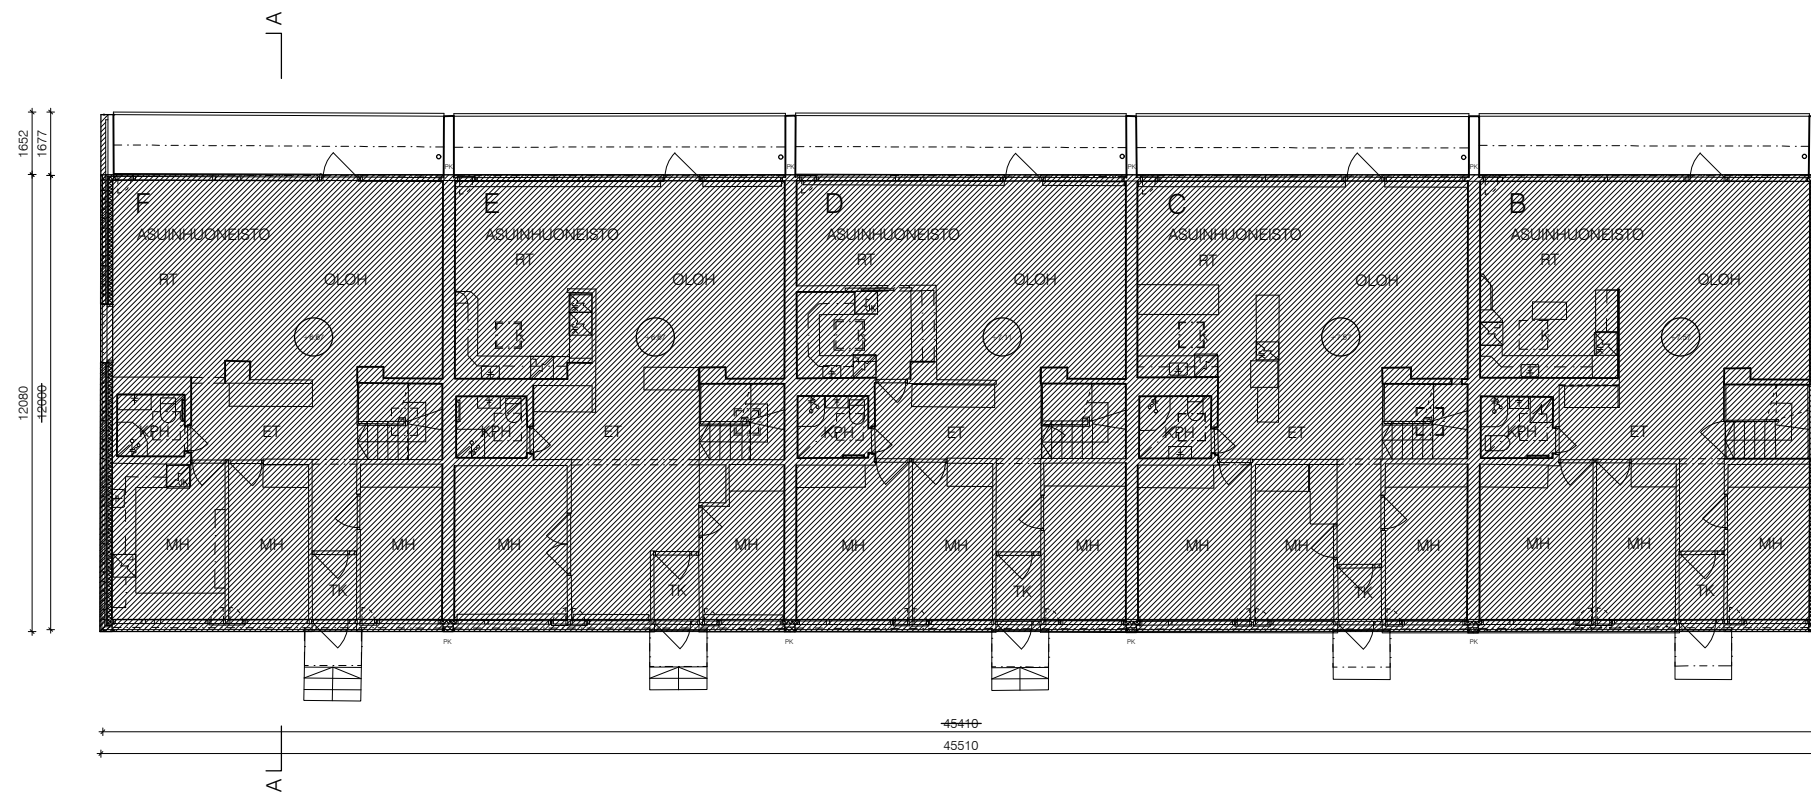 A
1652
1677
PK PK PK PK
F E D C B
ASUINHUONEISTO ASUINHUONEISTO ASUINHUONEISTO ASUINHUONEISTO ASUINHUONEISTO
RT OLOH RT OLOH RT OLOH RT OLOH RT OLOH
12080
12000
KPH ET KPH ET KPH ET KPH ET KPH ET
MH MH MH MH MH MH MH MH MH MH MH MH MH MH
TK TK TK TK TK
PK PK PK PK
45410
45510
A